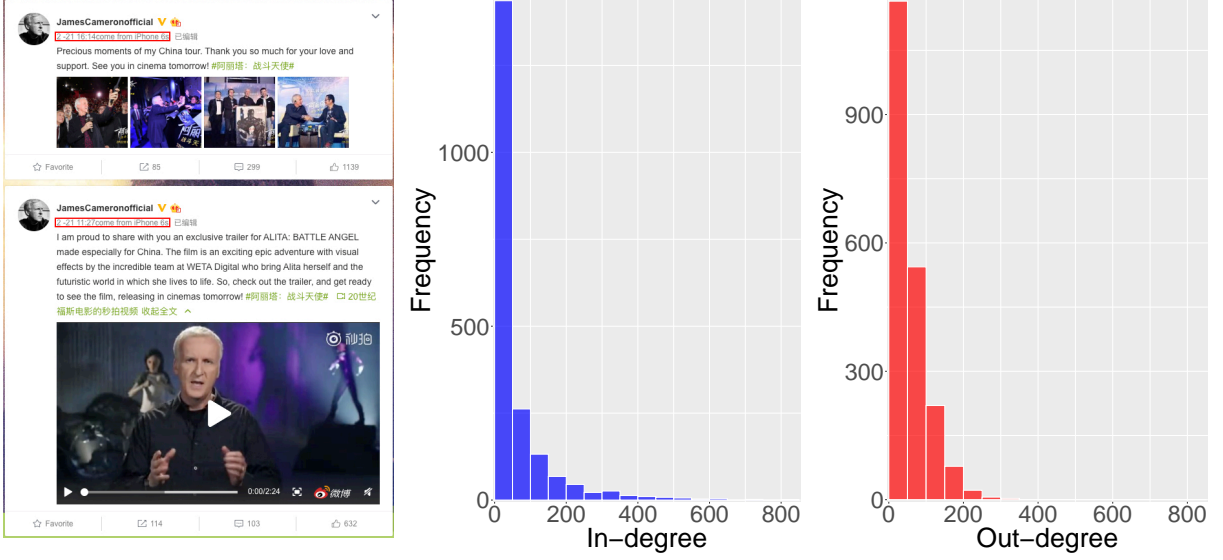 JamesCameronofficial
2 -21 16:14come from iPhone 6s 已编辑
Precious moments of my China tour. Thank you so much for your love and
support. See you in cinema tomorrow! #阿丽塔：战斗天使#
Favorite 85 299 1139
JamesCameronofficial
2 -21 11:27come from iPhone 6s 已编辑
I am proud to share with you an exclusive trailer for ALITA: BATTLE ANGEL
made especially for China. The film is an exciting epic adventure with visual
effects by the incredible team at WETA Digital who bring Alita herself and the
futuristic world in which she lives to life. So, check out the trailer, and get ready
to see the film, releasing in cinemas tomorrow! #阿丽塔：战斗天使# 20世纪
福斯电影的秒拍视频 收起全文
秒拍
0:00/2:24 微博
Favorite 114 103 632
Frequency
1000
500
0
0 200 400 600 800
In−degree
Frequency
900
600
300
0
0 200 400 600 800
Out−degree